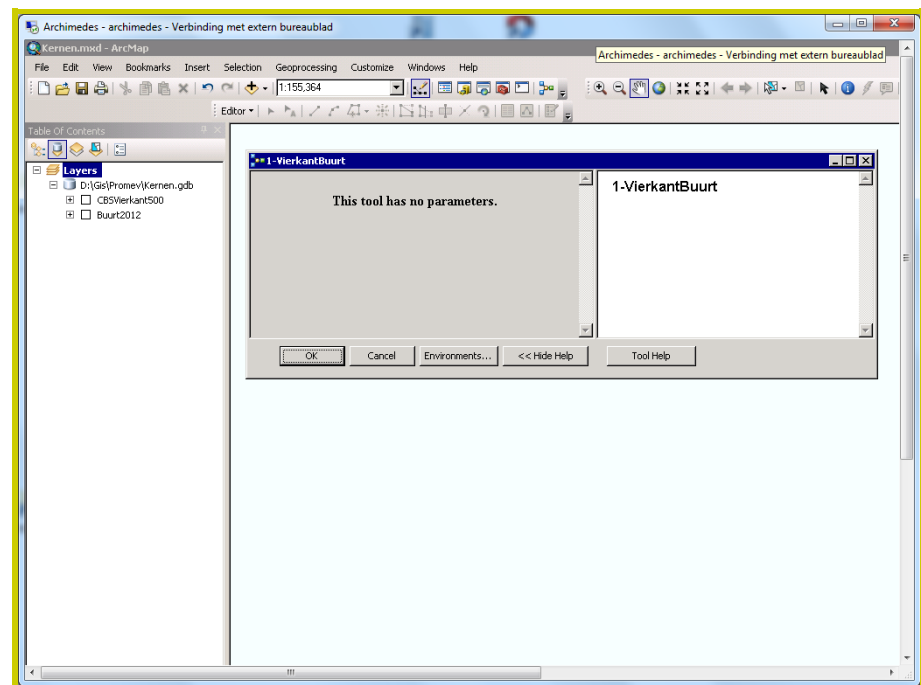 Archimedes - archimedes - Verbinding met extern bureaublad
Kernen.mxd - ArcMap
Archimedes - archimedes - Verbinding met extern bureaublad
File Edit View Bookmarks Insert Selection Geoprocessing Customize Windows Help
1:155,364
Editor
Table Of Contents
Layers
D:\Gis\Promev\Kernen.gdb
CBSVierkant500
Buurt2012
1-VierkantBuurt
This tool has no parameters.
1-VierkantBuurt
OK Cancel Environments... << Hide Help Tool Help